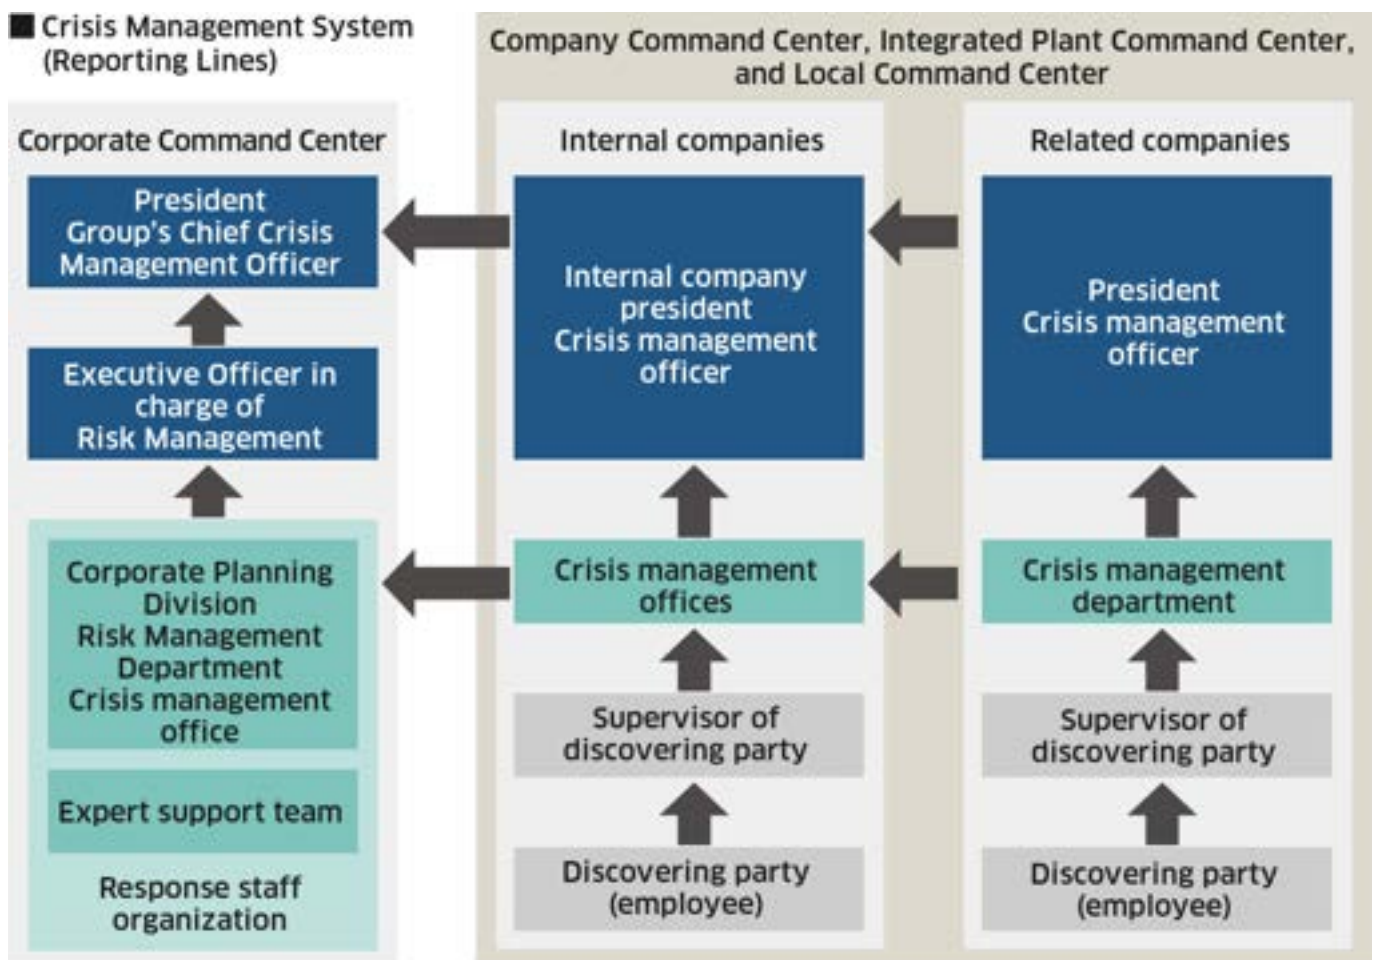 ■ Crisis Management System
(Reporting Lines)
Company Command Center, Integrated Plant Command Center,
and Local Command Center
Corporate Command Center
President
Group's Chief Crisis
Management Officer
Executive Officer in
charge of
Risk Management
Corporate Planning
Division
Risk Management
Department
Crisis management
office
Expert support team
Response staff
organization
Internal companies
Internal company
president
Crisis management
officer
Crisis management
offices
Supervisor of
discovering party
Discovering party
(employee)
Related companies
President
Crisis management
officer
Crisis management
department
Supervisor of
discovering party
Discovering party
(employee)